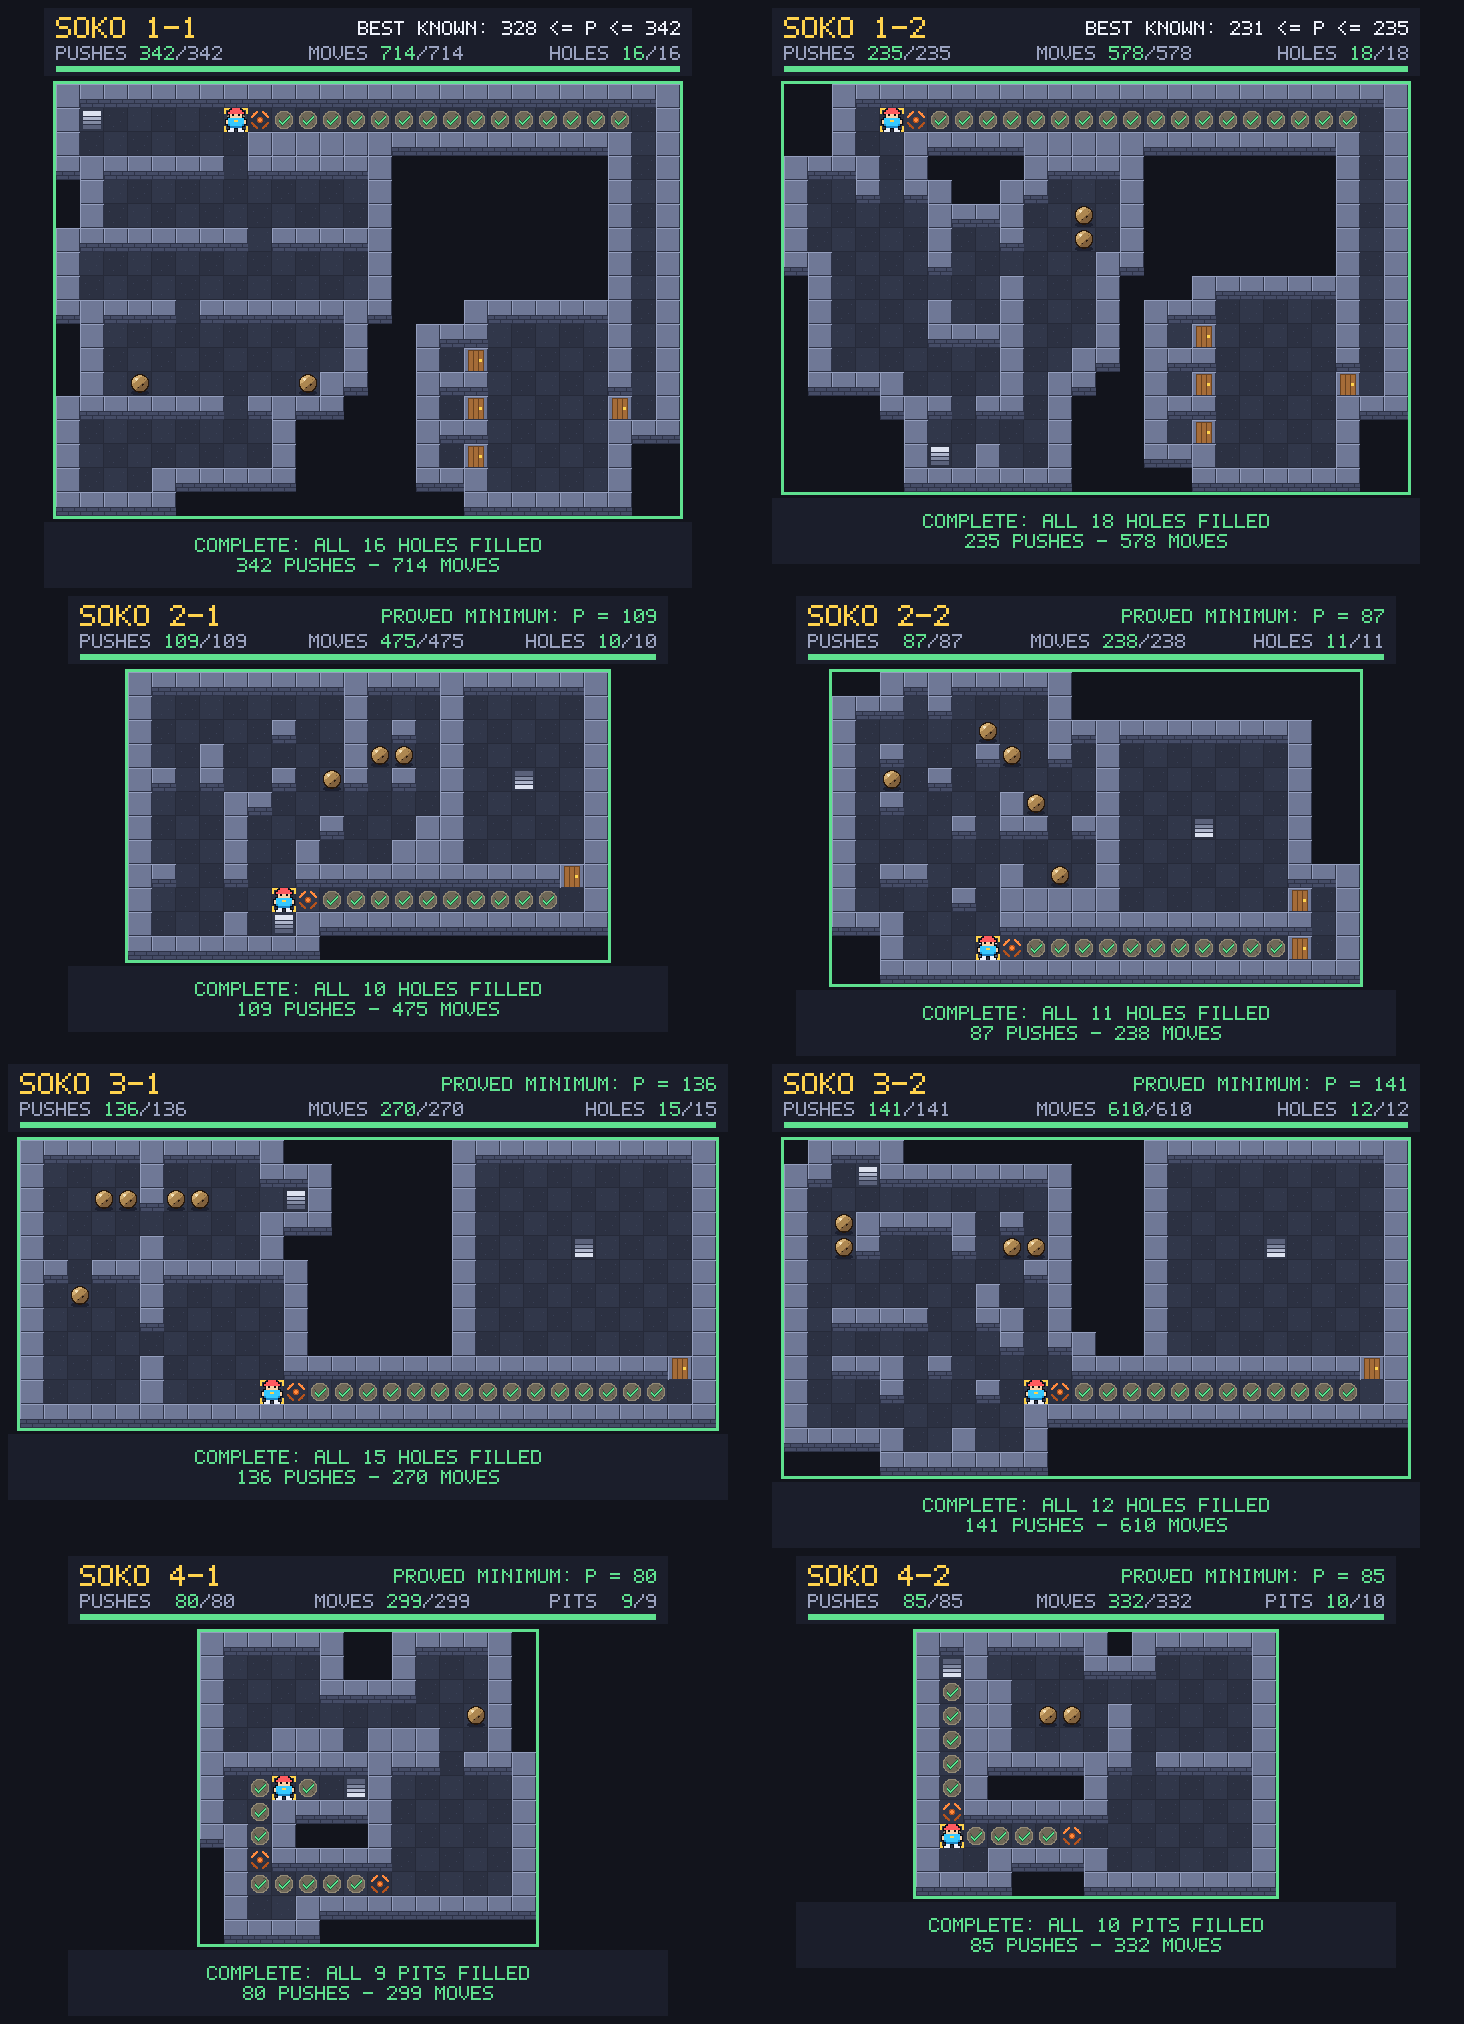 SOKO 1-1 BEST KNOWN: 328 <= P <= 342
PUSHES 342/342 MOVES 714/714 HOLES 16/16
COMPLETE: ALL 16 HOLES FILLED
342 PUSHES - 714 MOVES
SOKO 1-2 BEST KNOWN: 231 <= P <= 235
PUSHES 235/235 MOVES 578/578 HOLES 18/18
COMPLETE: ALL 18 HOLES FILLED
235 PUSHES - 578 MOVES
SOKO 2-1 PROVED MINIMUM: P = 109
PUSHES 109/109 MOVES 475/475 HOLES 10/10
COMPLETE: ALL 10 HOLES FILLED
109 PUSHES - 475 MOVES
SOKO 2-2 PROVED MINIMUM: P = 87
PUSHES 87/87 MOVES 238/238 HOLES 11/11
COMPLETE: ALL 11 HOLES FILLED
87 PUSHES - 238 MOVES
SOKO 3-1 PROVED MINIMUM: P = 136
PUSHES 136/136 MOVES 270/270 HOLES 15/15
COMPLETE: ALL 15 HOLES FILLED
136 PUSHES - 270 MOVES
SOKO 3-2 PROVED MINIMUM: P = 141
PUSHES 141/141 MOVES 610/610 HOLES 12/12
COMPLETE: ALL 12 HOLES FILLED
141 PUSHES - 610 MOVES
SOKO 4-1 PROVED MINIMUM: P = 80
PUSHES 80/80 MOVES 299/299 PITS 9/9
COMPLETE: ALL 9 PITS FILLED
80 PUSHES - 299 MOVES
SOKO 4-2 PROVED MINIMUM: P = 85
PUSHES 85/85 MOVES 332/332 PITS 10/10
COMPLETE: ALL 10 PITS FILLED
85 PUSHES - 332 MOVES